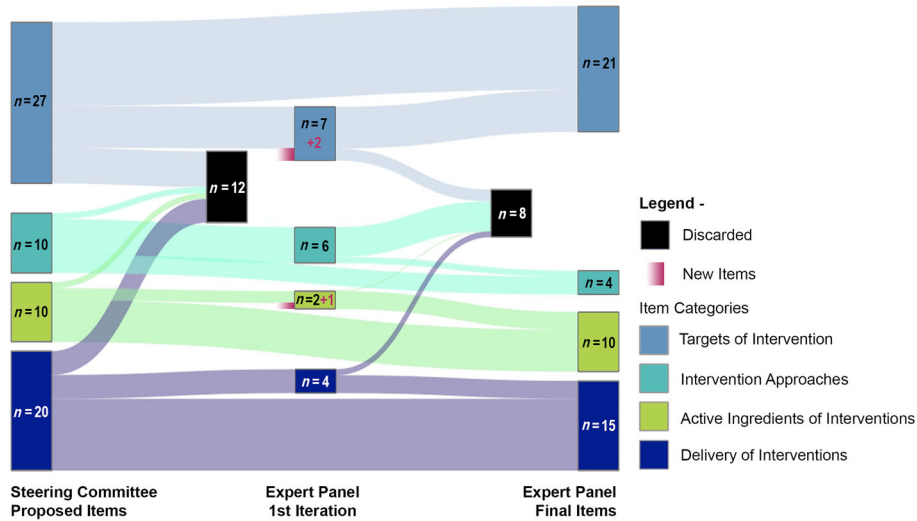 n=27
n=10
n=10
n=20
n=12
n=7
+2
n=6
n=2+1
n=4
n=8
n=21
n=4
n=10
n=15
Steering Committee
Proposed Items
Expert Panel
1st Iteration
Expert Panel
Final Items
Legend -
Discarded
New Items
Item Categories
Targets of Intervention
Intervention Approaches
Active Ingredients of Interventions
Delivery of Interventions